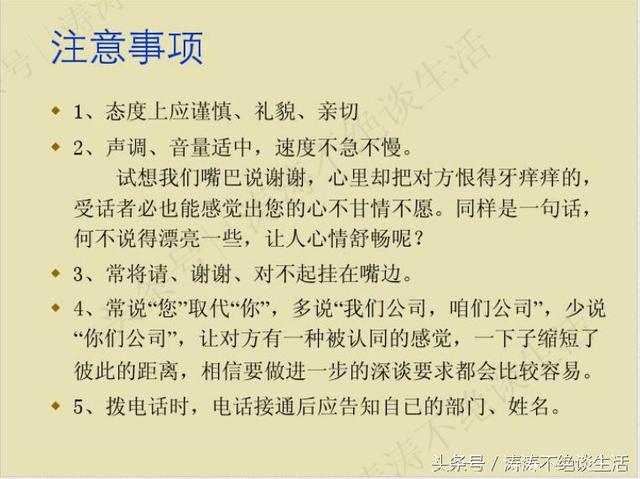 注意事项
1、态度上应谨慎、礼貌、亲切
2、声调、音量适中，速度不急不慢。
试想我们嘴巴说谢谢，心里却把对方恨得牙痒痒的，
受话者必也能感觉出您的心不甘情不愿。同样是一句话，
何不说得漂亮一些，让人心情舒畅呢？
3、常将请、谢谢、对不起挂在嘴边。
4、常说“您”取代“你”，多说“我们公司，咱们公司”，少说
“你们公司”，让对方有一种被认同的感觉，一下子缩短了
彼此的距离，相信要做进一步的深谈要求都会比较容易。
5、拨电话时，电话接通后应告知自己的部门、姓名。
头条号 / 涛涛不绝谈生活